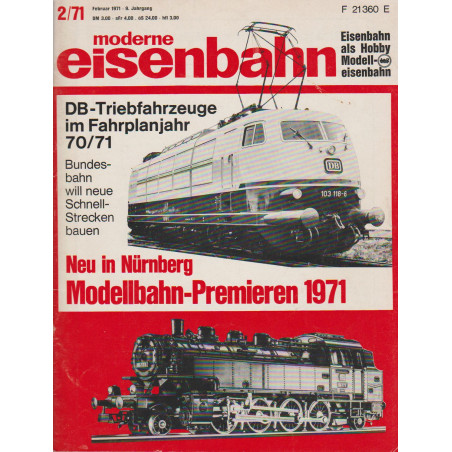 2/71
Februar 1971 · 9. Jahrgang
DM 3,00 · sFr 4,00 · öS 24,00 · hfl 3,00
F 21360 E
moderne
eisenbahn
Eisenbahn
als Hobby
Modell-
eisenbahn
DB-Triebfahrzeuge
im Fahrplanjahr
70/71
Bundes-
bahn
will neue
Schnell-
Strecken
bauen
DB
103 118-6
Neu in Nürnberg
Modellbahn-Premieren 1971